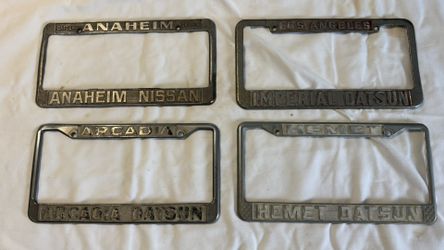 ANAHEIM
ANAHEIM NISSAN
LOS ANGELES
IMPERIAL DATSUN
ARCADIA
ARCADIA DATSUN
HEMET
HEMET DATSUN